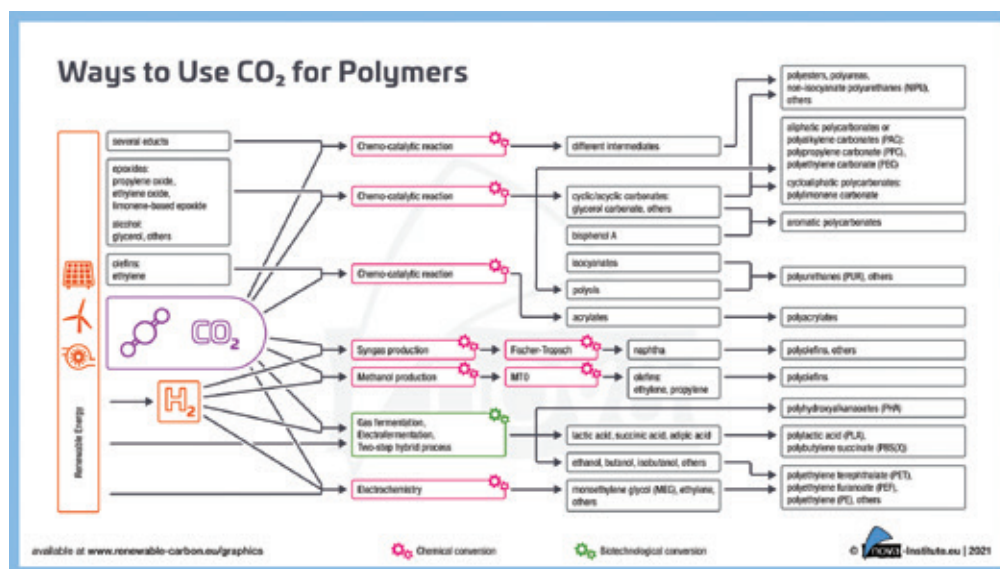 Ways to Use CO₂ for Polymers
several educts
epoxides:
propylene oxide,
ethylene oxide,
limonene-based epoxide
alcohol:
glycerol, others
olefins:
ethylene
CO₂
H₂
Renewable Energy
Chemo-catalytic reaction
Chemo-catalytic reaction
Chemo-catalytic reaction
Syngas production
Fischer-Tropsch
Methanol production
MTO
Gas fermentation,
Electrofermentation,
Two-step hybrid process
Electrochemistry
different intermediates
cyclic/acyclic carbonates:
glycerol carbonate, others
bisphenol A
isocyanates
polyols
acrylates
naphtha
olefins:
ethylene, propylene
lactic acid, succinic acid, adipic acid
ethanol, butanol, isobutanol, others
monoethylene glycol (MEG), ethylene,
others
polyesters, polyureas,
non-isocyanate polyurethanes (NIPU),
others
aliphatic polycarbonates or
polyalkylene carbonates (PAC):
polypropylene carbonate (PPC),
polyethylene carbonate (PEC)
cycloaliphatic polycarbonates:
polylimonene carbonate
aromatic polycarbonates
polyurethanes (PUR), others
polyacrylates
polyolefins, others
polyolefins
polyhydroxyalkanoates (PHA)
polylactic acid (PLA),
polybutylene succinate (PBS(X))
polyethylene terephthalate (PET),
polyethylene furanoate (PEF),
polyethylene (PE), others
available at www.renewable-carbon.eu/graphics
Chemical conversion
Biotechnological conversion
© nova-Institute.eu | 2021